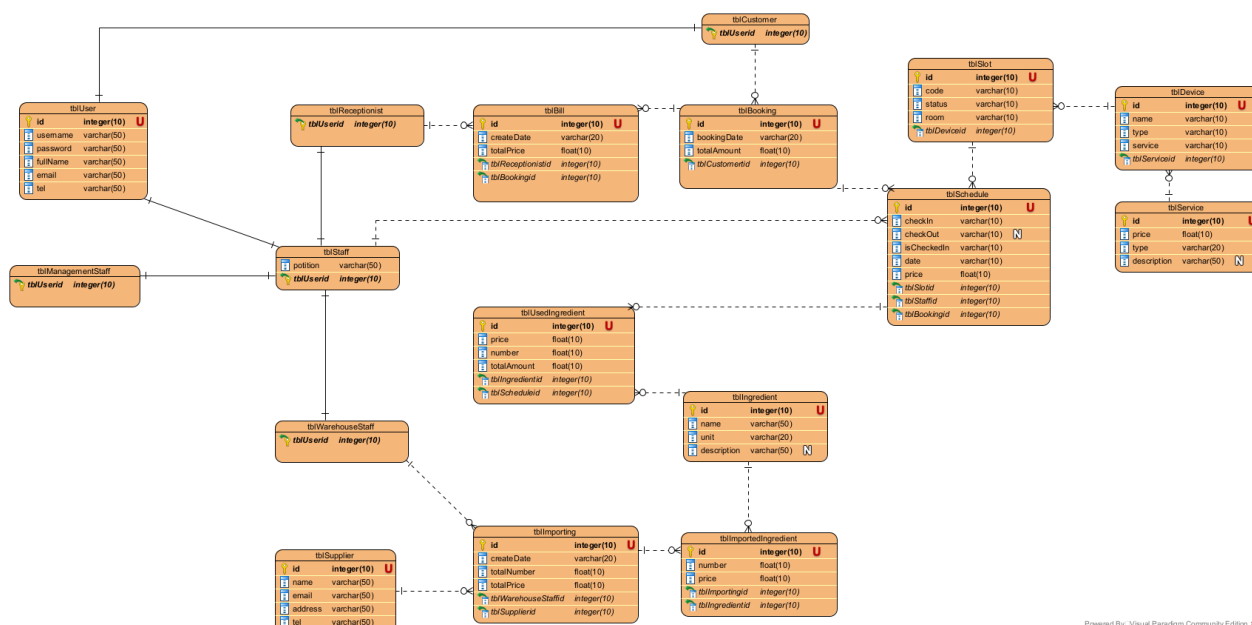 tblCustomer
tblUserid integer(10)
tblSlot
id integer(10) U
code varchar(10)
status varchar(10)
room varchar(10)
tblDeviceid integer(10)
tblDevice
id integer(10) U
name varchar(10)
type varchar(10)
service varchar(10)
tblServiceid integer(10)
tblUser
id integer(10) U
username varchar(50)
password varchar(50)
fullName varchar(50)
email varchar(50)
tel varchar(50)
tblReceptionist
tblUserid integer(10)
tblBill
id integer(10) U
createDate varchar(20)
totalPrice float(10)
tblReceptionistid integer(10)
tblBookingid integer(10)
tblBooking
id integer(10) U
bookingDate varchar(20)
totalAmount float(10)
tblCustomerid integer(10)
tblSchedule
id integer(10) U
checkIn varchar(10)
checkOut varchar(10) N
isCheckedIn varchar(10)
date varchar(10)
price float(10)
tblSlotid integer(10)
tblStaffid integer(10)
tblBookingid integer(10)
tblService
id integer(10) U
price float(10)
type varchar(20)
description varchar(50) N
tblStaff
potition varchar(50)
tblUserid integer(10)
tblManagementStaff
tblUserid integer(10)
tblUsedIngredient
id integer(10) U
price float(10)
number float(10)
totalAmount float(10)
tblIngredientid integer(10)
tblScheduleid integer(10)
tblIngredient
id integer(10) U
name varchar(50)
unit varchar(20)
description varchar(50) N
tblWarehouseStaff
tblUserid integer(10)
tblImporting
id integer(10) U
createDate varchar(20)
totalNumber float(10)
totalPrice float(10)
tblWarehouseStaffid integer(10)
tblSupplierid integer(10)
tblImportedIngredient
id integer(10) U
number float(10)
price float(10)
tblImportingid integer(10)
tblIngredientid integer(10)
tblSupplier
id integer(10) U
name varchar(50)
email varchar(50)
address varchar(50)
tel varchar(50)
Powered By: Visual Paradigm Community Edition